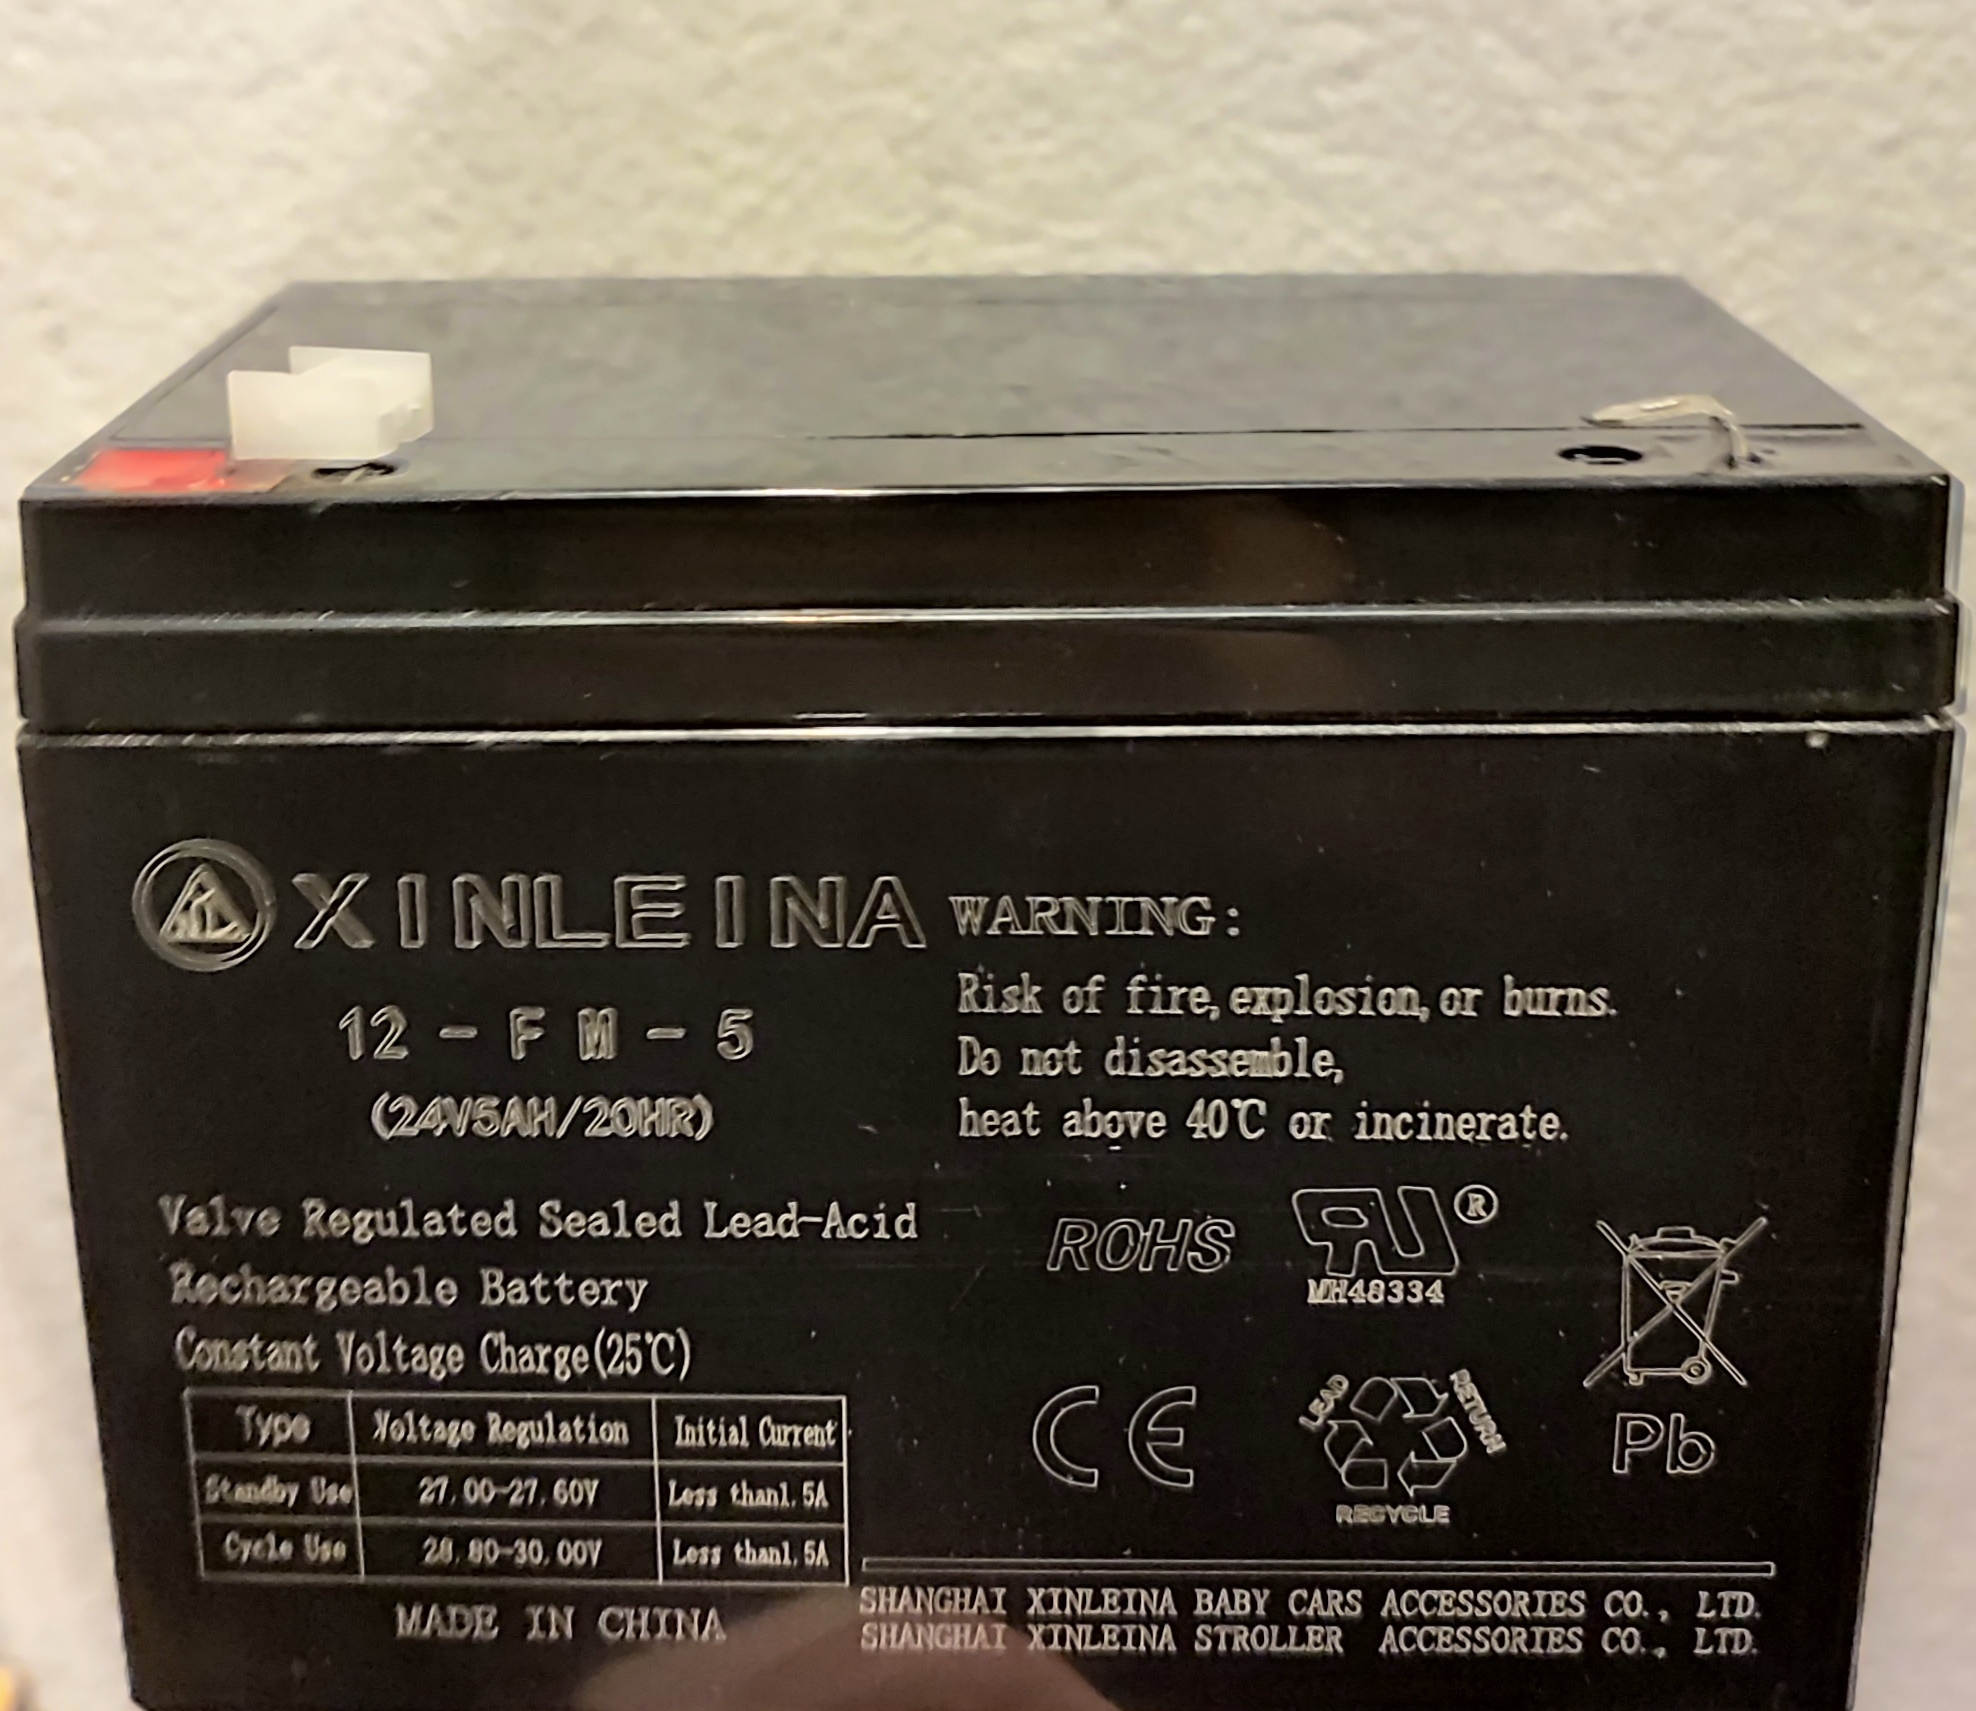 XINLEINA
12-FM-5
(24V5AH/20HR)
Valve Regulated Sealed Lead-Acid
Rechargeable Battery
Constant Voltage Charge(25℃)
Type Voltage Regulation Initial Current
Standby Use 27.00-27.60V Less than1.5A
Cycle Use 28.80-30.00V Less than1.5A
MADE IN CHINA
WARNING:
Risk of fire, explosion, or burns.
Do not disassemble,
heat above 40℃ or incinerate.
ROHS
RU®
MH48334
CE
LEAD
RETURN
RECYCLE
Pb
SHANGHAI XINLEINA BABY CARS ACCESSORIES CO., LTD.
SHANGHAI XINLEINA STROLLER ACCESSORIES CO., LTD.